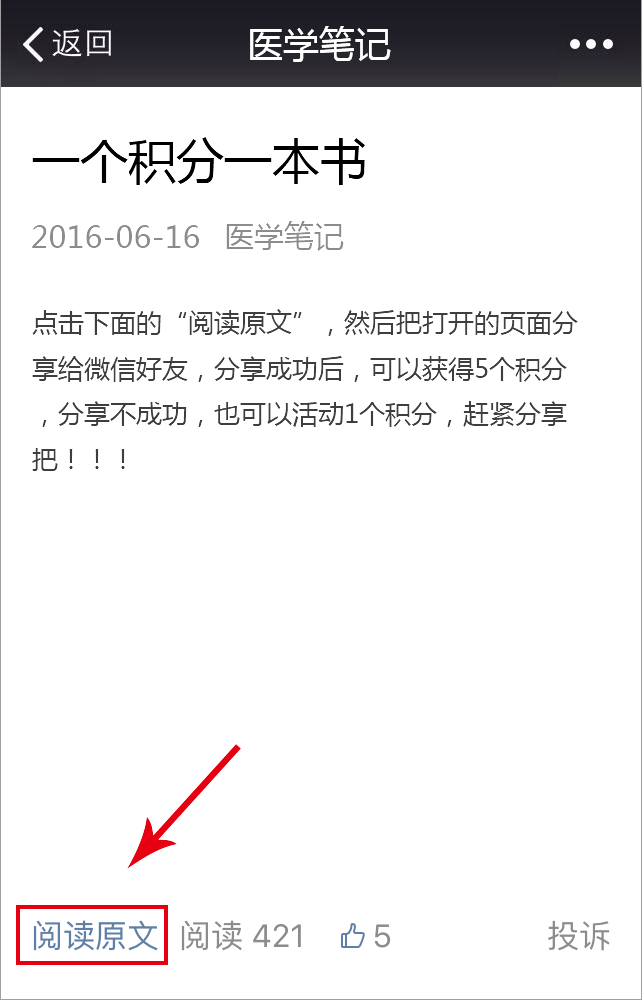 返回 医学笔记
一个积分一本书
2016-06-16 医学笔记
点击下面的“阅读原文”，然后把打开的页面分
享给微信好友，分享成功后，可以获得5个积分
，分享不成功，也可以活动1个积分，赶紧分享
把！！！
阅读原文 阅读 421 5 投诉